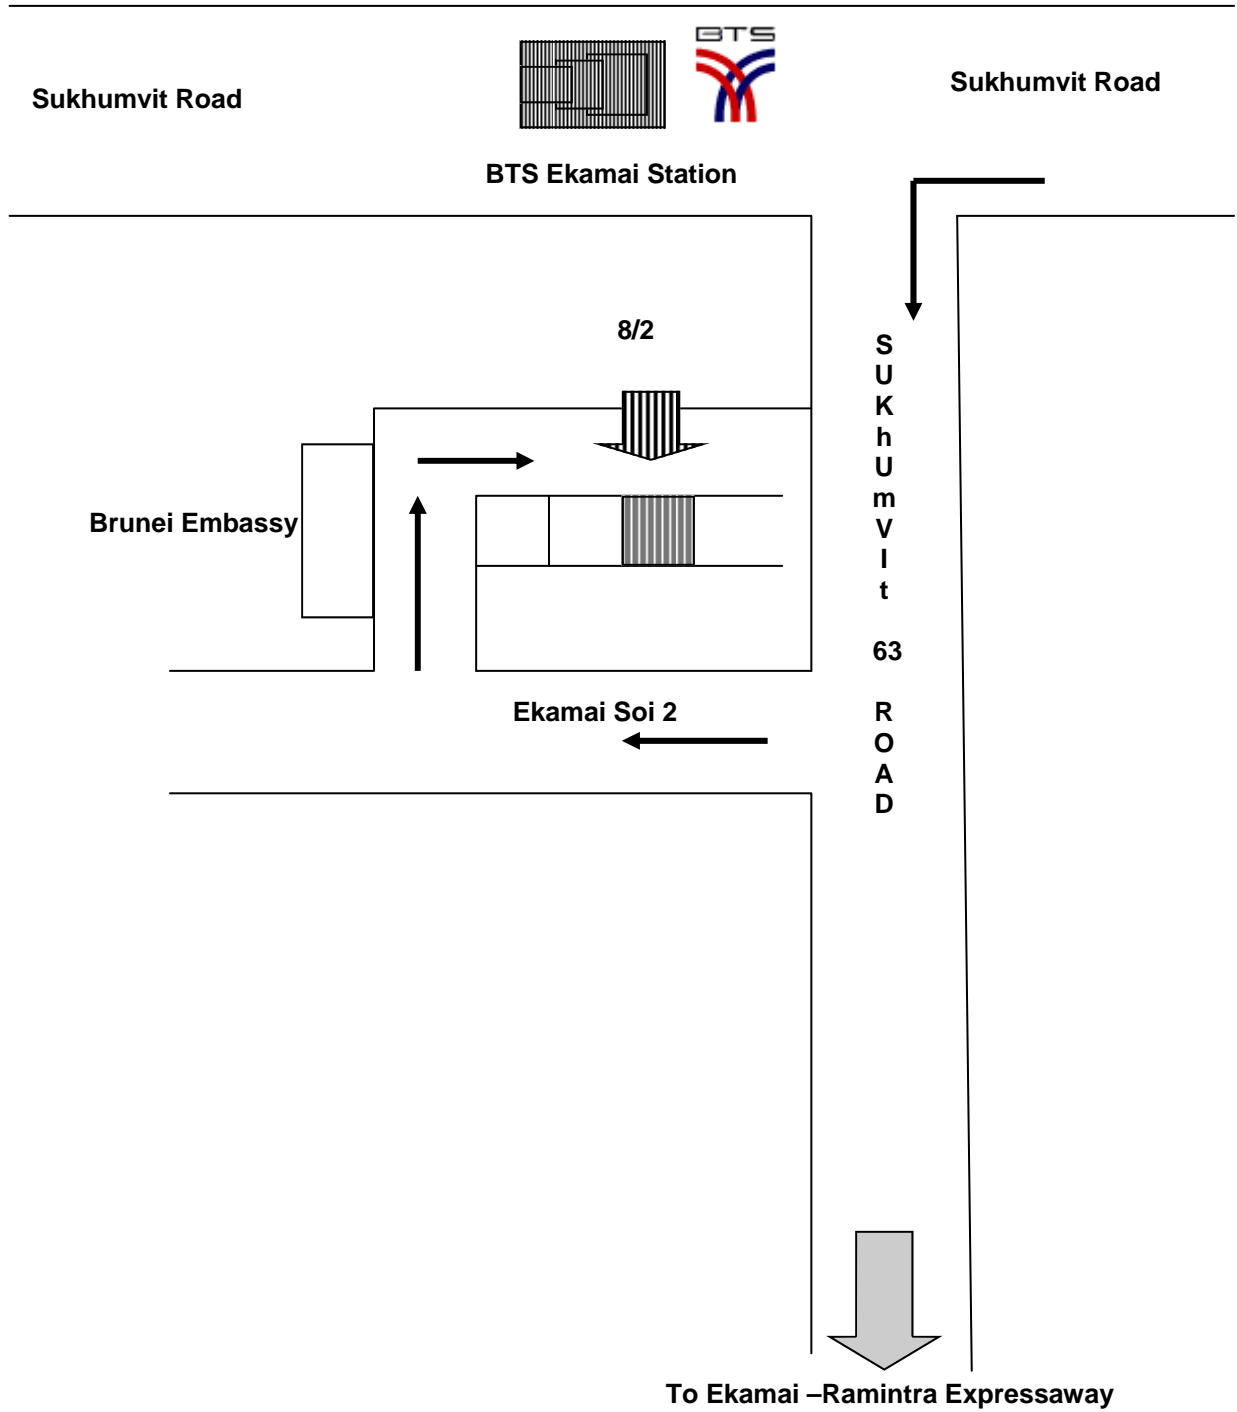 BTS
Sukhumvit Road
Sukhumvit Road
BTS Ekamai Station
8/2
S
U
K
h
U
m
V
I
t
63
R
O
A
D
Brunei Embassy
Ekamai Soi 2
To Ekamai –Ramintra Expressaway